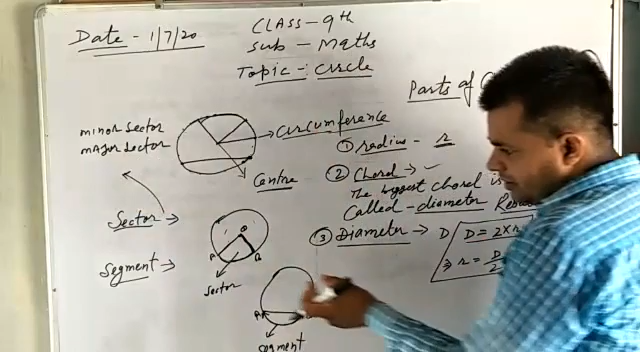 Date - 1/7/20
CLASS - 9th
Sub - Maths
Topic - Circle
Parts of
minor sector
major sector
Circumference
Centre
① radius - r
② Chord →
The biggest chord is
Called - diameter
Sector →
O
P
Q
sector
③ Diameter → D
D = 2×r
⇒ r = D/2
Segment →
segment